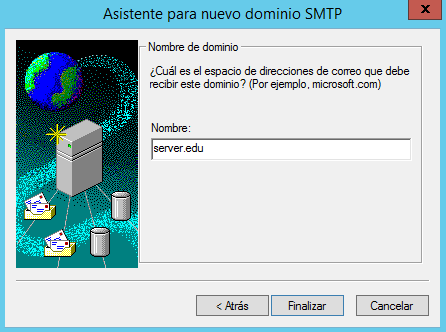 Asistente para nuevo dominio SMTP
x
Nombre de dominio
¿Cuál es el espacio de direcciones de correo que debe
recibir este dominio? (Por ejemplo, microsoft.com)
Nombre:
server.edu
< Atrás
Finalizar
Cancelar